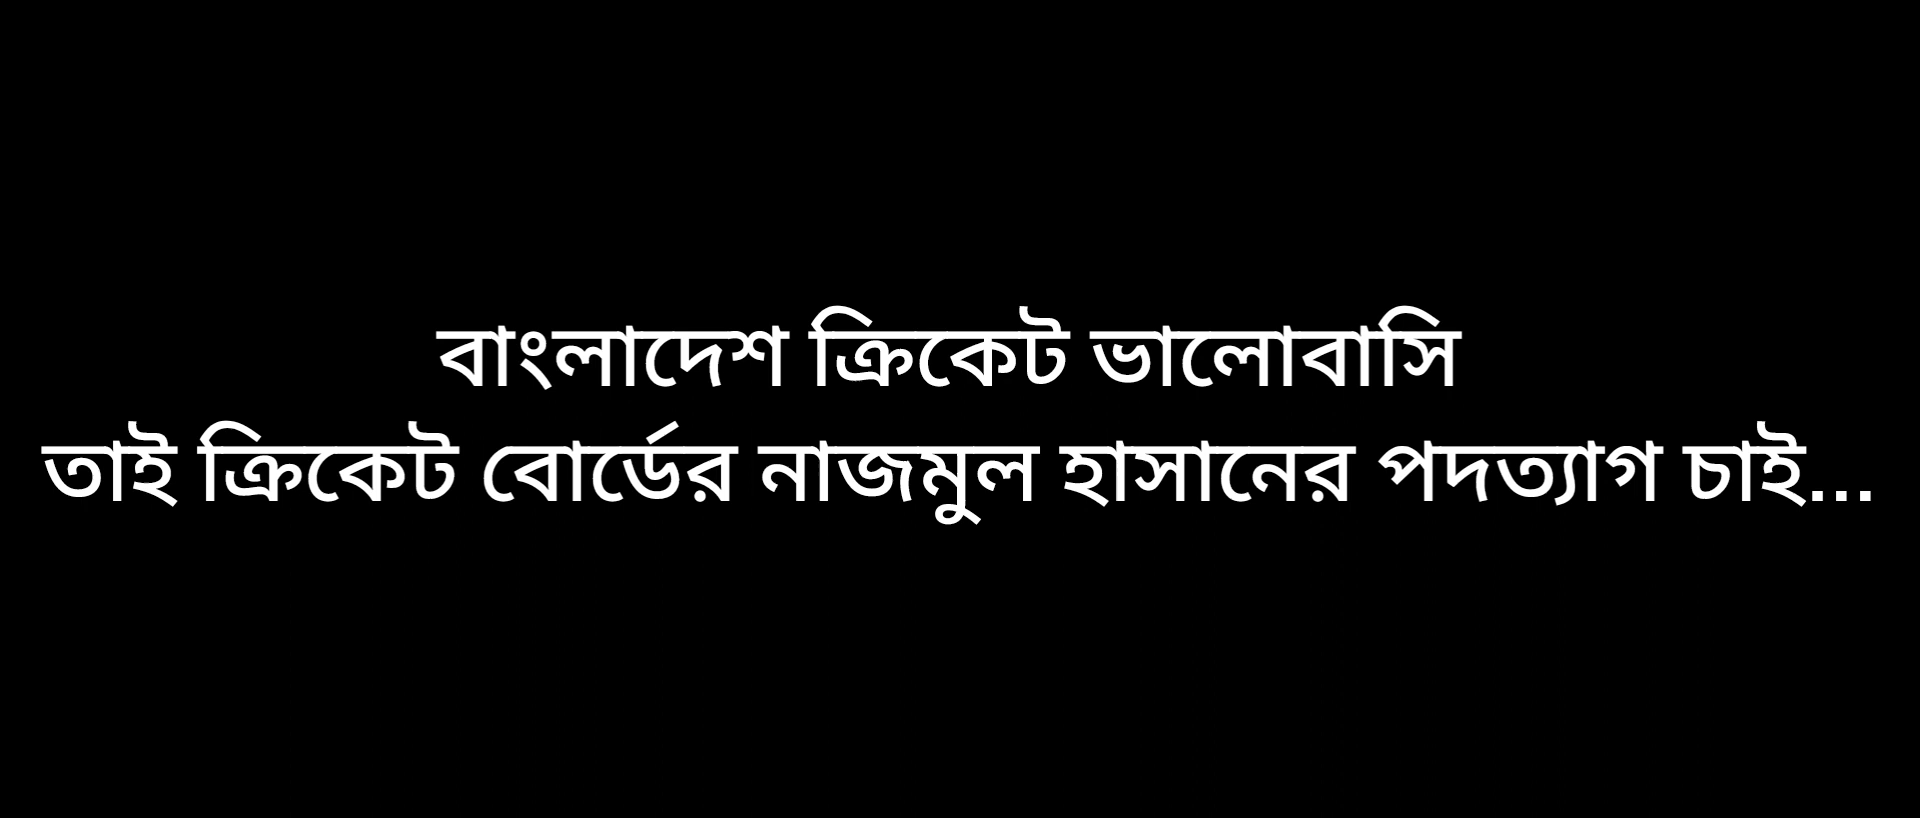 বাংলাদেশ ক্রিকেট ভালোবাসি
তাই ক্রিকেট বোর্ডের নাজমুল হাসানের পদত্যাগ চাই...